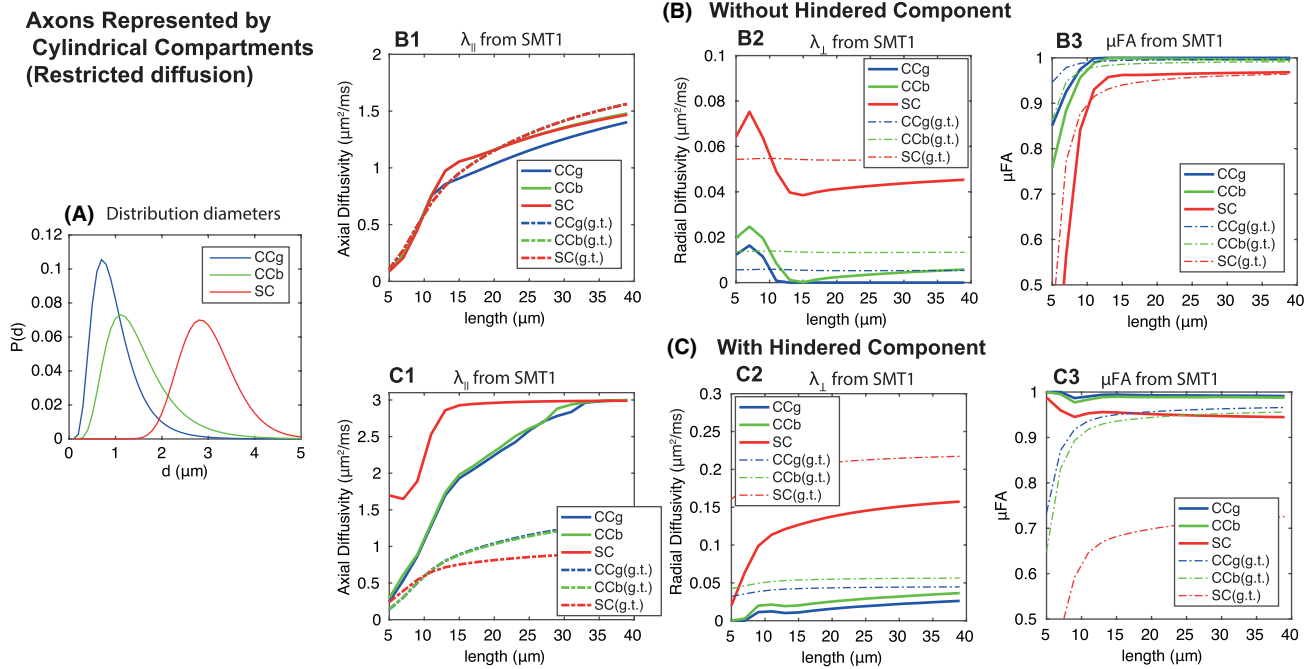 Axons Represented by
Cylindrical Compartments
(Restricted diffusion)
(A) Distribution diameters
0.12
0.1
0.08
0.06
0.04
0.02
0
P(d)
CCg
CCb
SC
0 1 2 3 4 5
d (µm)
(B) Without Hindered Component
B1 λ|| from SMT1
2
1.5
1
0.5
0
Axial Diffusivity (µm²/ms)
CCg
CCb
SC
CCg(g.t.)
CCb(g.t.)
SC(g.t.)
5 10 15 20 25 30 35 40
length (µm)
B2 λ⊥ from SMT1
0.1
0.08
0.06
0.04
0.02
0
Radial Diffusivity (µm²/ms)
CCg
CCb
SC
CCg(g.t.)
CCb(g.t.)
SC(g.t.)
5 10 15 20 25 30 35 40
length (µm)
B3 µFA from SMT1
1
0.9
0.8
0.7
0.6
0.5
µFA
CCg
CCb
SC
CCg(g.t.)
CCb(g.t.)
SC(g.t.)
5 10 15 20 25 30 35 40
length (µm)
(C) With Hindered Component
C1 λ|| from SMT1
3
2.5
2
1.5
1
0.5
0
Axial Diffusivity (µm²/ms)
CCg
CCb
SC
CCg(g.t.)
CCb(g.t.)
SC(g.t.)
5 10 15 20 25 30 35 40
length (µm)
C2 λ⊥ from SMT1
0.3
0.25
0.2
0.15
0.1
0.05
0
Radial Diffusivity (µm²/ms)
CCg
CCb
SC
CCg(g.t.)
CCb(g.t.)
SC(g.t.)
5 10 15 20 25 30 35 40
length (µm)
C3 µFA from SMT1
1
0.9
0.8
0.7
0.6
0.5
µFA
CCg
CCb
SC
CCg(g.t.)
CCb(g.t.)
SC(g.t.)
5 10 15 20 25 30 35 40
length (µm)